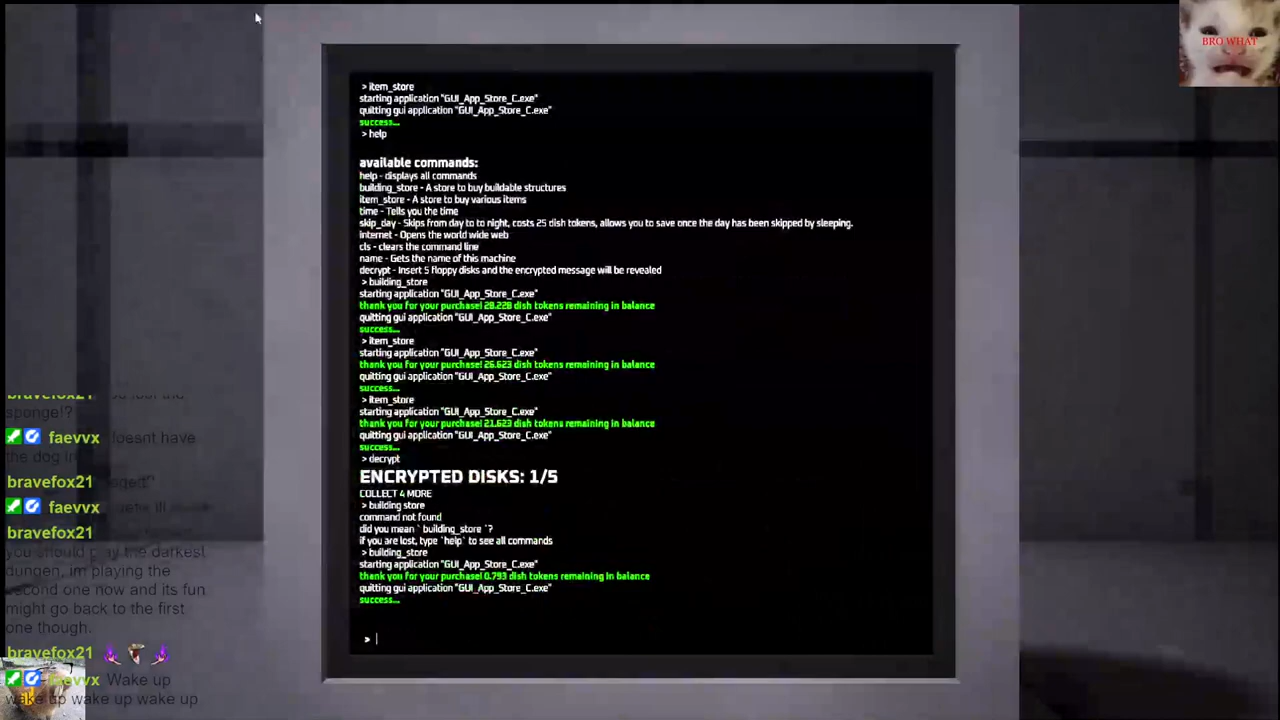 BRO WHAT
> item_store
starting application "GUI_App_Store_C.exe"
quitting gui application "GUI_App_Store_C.exe"
success...
> help
available commands:
help - displays all commands
building_store - A store to buy buildable structures
item_store - A store to buy various items
time - Tells you the time
skip_day - Skips from day to to night, costs 25 dish tokens, allows you to save once the day has been skipped by sleeping.
internet - Opens the world wide web
cls - clears the command line
name - Gets the name of this machine
decrypt - Insert 5 floppy disks and the encrypted message will be revealed
> building_store
starting application "GUI_App_Store_C.exe"
thank you for your purchase! 28.228 dish tokens remaining in balance
quitting gui application "GUI_App_Store_C.exe"
success...
> item_store
starting application "GUI_App_Store_C.exe"
thank you for your purchase! 26.623 dish tokens remaining in balance
quitting gui application "GUI_App_Store_C.exe"
success...
> item_store
starting application "GUI_App_Store_C.exe"
thank you for your purchase! 21.623 dish tokens remaining in balance
quitting gui application "GUI_App_Store_C.exe"
success...
> decrypt
ENCRYPTED DISKS: 1/5
COLLECT 4 MORE
> building store
command not found
did you mean ` building_store `?
if you are lost, type `help` to see all commands
> building_store
starting application "GUI_App_Store_C.exe"
thank you for your purchase! 0.793 dish tokens remaining in balance
quitting gui application "GUI_App_Store_C.exe"
success...
> |
bravefox21
sponge!?
faevvx doesnt have
the dog in
bravefox21
faevvx
bravefox21
you should play the darkest
dungen, im playing the
second one now and its fun
might go back to the first
one though.
bravefox21
faevvx Wake up
wake up wake up wake up